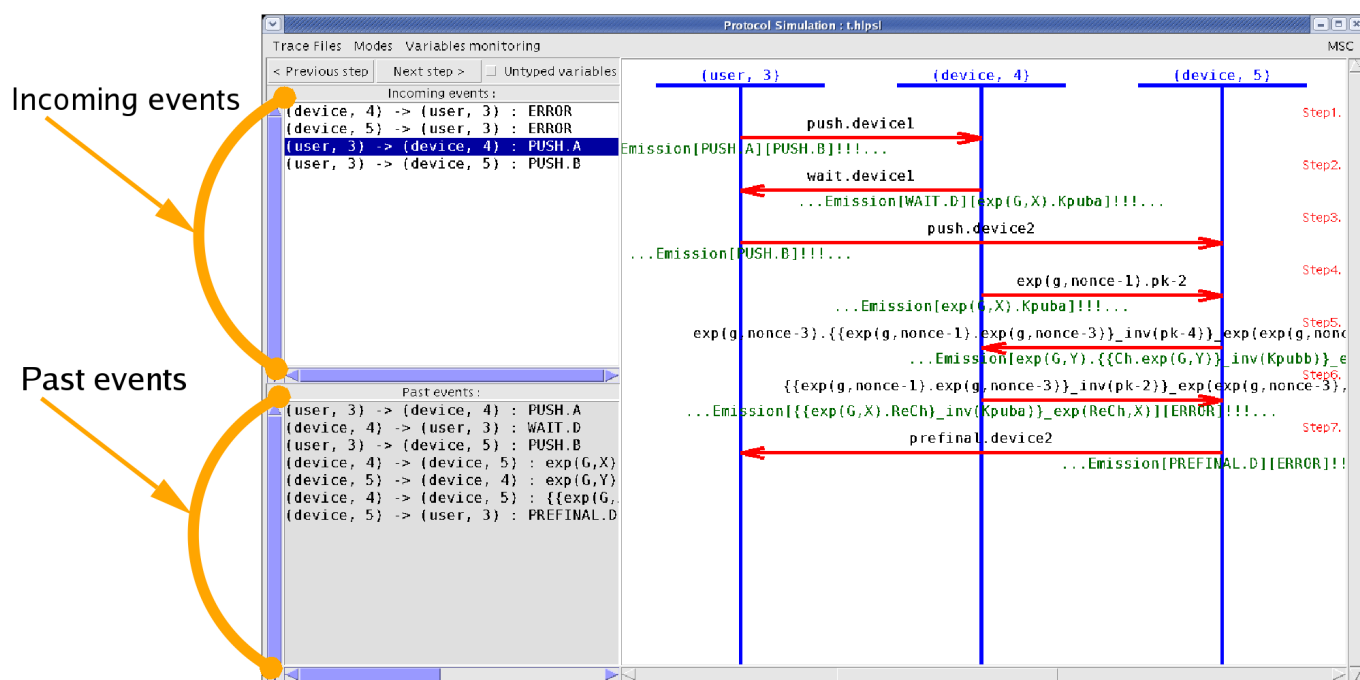 Protocol Simulation : t.hlpsl
Trace Files Modes Variables monitoring MSC
< Previous step Next step > Untyped variables
Incoming events
Incoming events :
(device, 4) -> (user, 3) : ERROR
(device, 5) -> (user, 3) : ERROR
(user, 3) -> (device, 4) : PUSH.A
(user, 3) -> (device, 5) : PUSH.B
Past events
Past events :
(user, 3) -> (device, 4) : PUSH.A
(device, 4) -> (user, 3) : WAIT.D
(user, 3) -> (device, 5) : PUSH.B
(device, 4) -> (device, 5) : exp(G,X)
(device, 5) -> (device, 4) : exp(G,Y)
(device, 4) -> (device, 5) : {{exp(G,.
(device, 5) -> (user, 3) : PREFINAL.D
(user, 3) (device, 4) (device, 5)
Step1.
push.device1
Emission[PUSH.A][PUSH.B]!!!...
Step2.
wait.device1
...Emission[WAIT.D][exp(G,X).Kpuba]!!!...
Step3.
push.device2
...Emission[PUSH.B]!!!...
Step4.
exp(g,nonce-1).pk-2
...Emission[exp(G,X).Kpuba]!!!...
Step5.
exp(g,nonce-3).{{exp(g,nonce-1).exp(g,nonce-3)}_inv(pk-4)}_exp(exp(g,nonc
...Emission[exp(G,Y).{{Ch.exp(G,Y)}_inv(Kpubb)}_e
Step6.
{{exp(g,nonce-1).exp(g,nonce-3)}_inv(pk-2)}_exp(exp(g,nonce-3),
...Emission[{{exp(G,X).ReCh}_inv(Kpuba)}_exp(ReCh,X)][ERROR]!!!...
Step7.
prefinal.device2
...Emission[PREFINAL.D][ERROR]!!